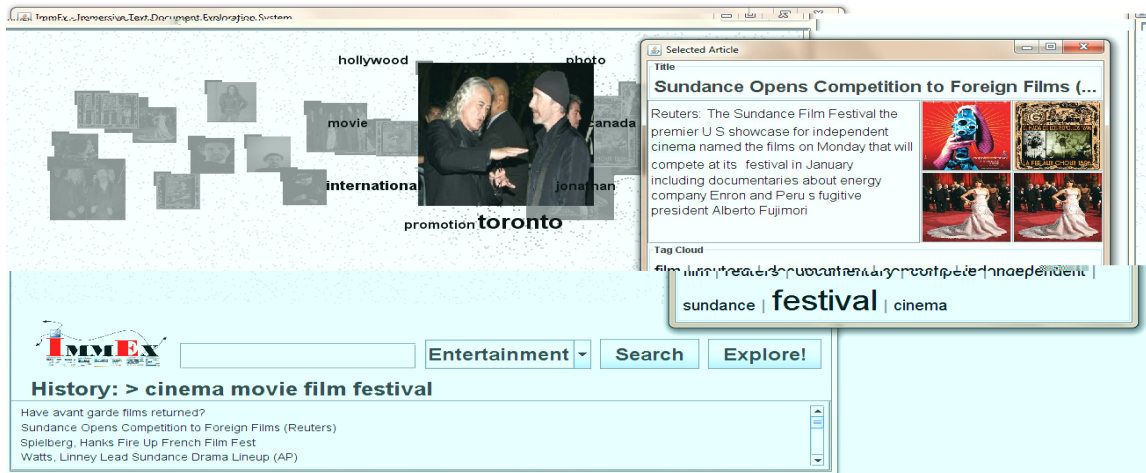 ImmEx - Immersive Text Document Exploration System
hollywood
photo
movie
canada
international
jonathan
promotion toronto
Selected Article
Title
Sundance Opens Competition to Foreign Films (...
Reuters: The Sundance Film Festival the
premier U S showcase for independent
cinema named the films on Monday that will
compete at its festival in January
including documentaries about energy
company Enron and Peru s fugitive
president Alberto Fujimori
Tag Cloud
film | reuters | documentary | compete | independent |
sundance | festival | cinema
IMMEX
Entertainment
Search
Explore!
History: > cinema movie film festival
Have avant garde films returned?
Sundance Opens Competition to Foreign Films (Reuters)
Spielberg, Hanks Fire Up French Film Fest
Watts, Linney Lead Sundance Drama Lineup (AP)